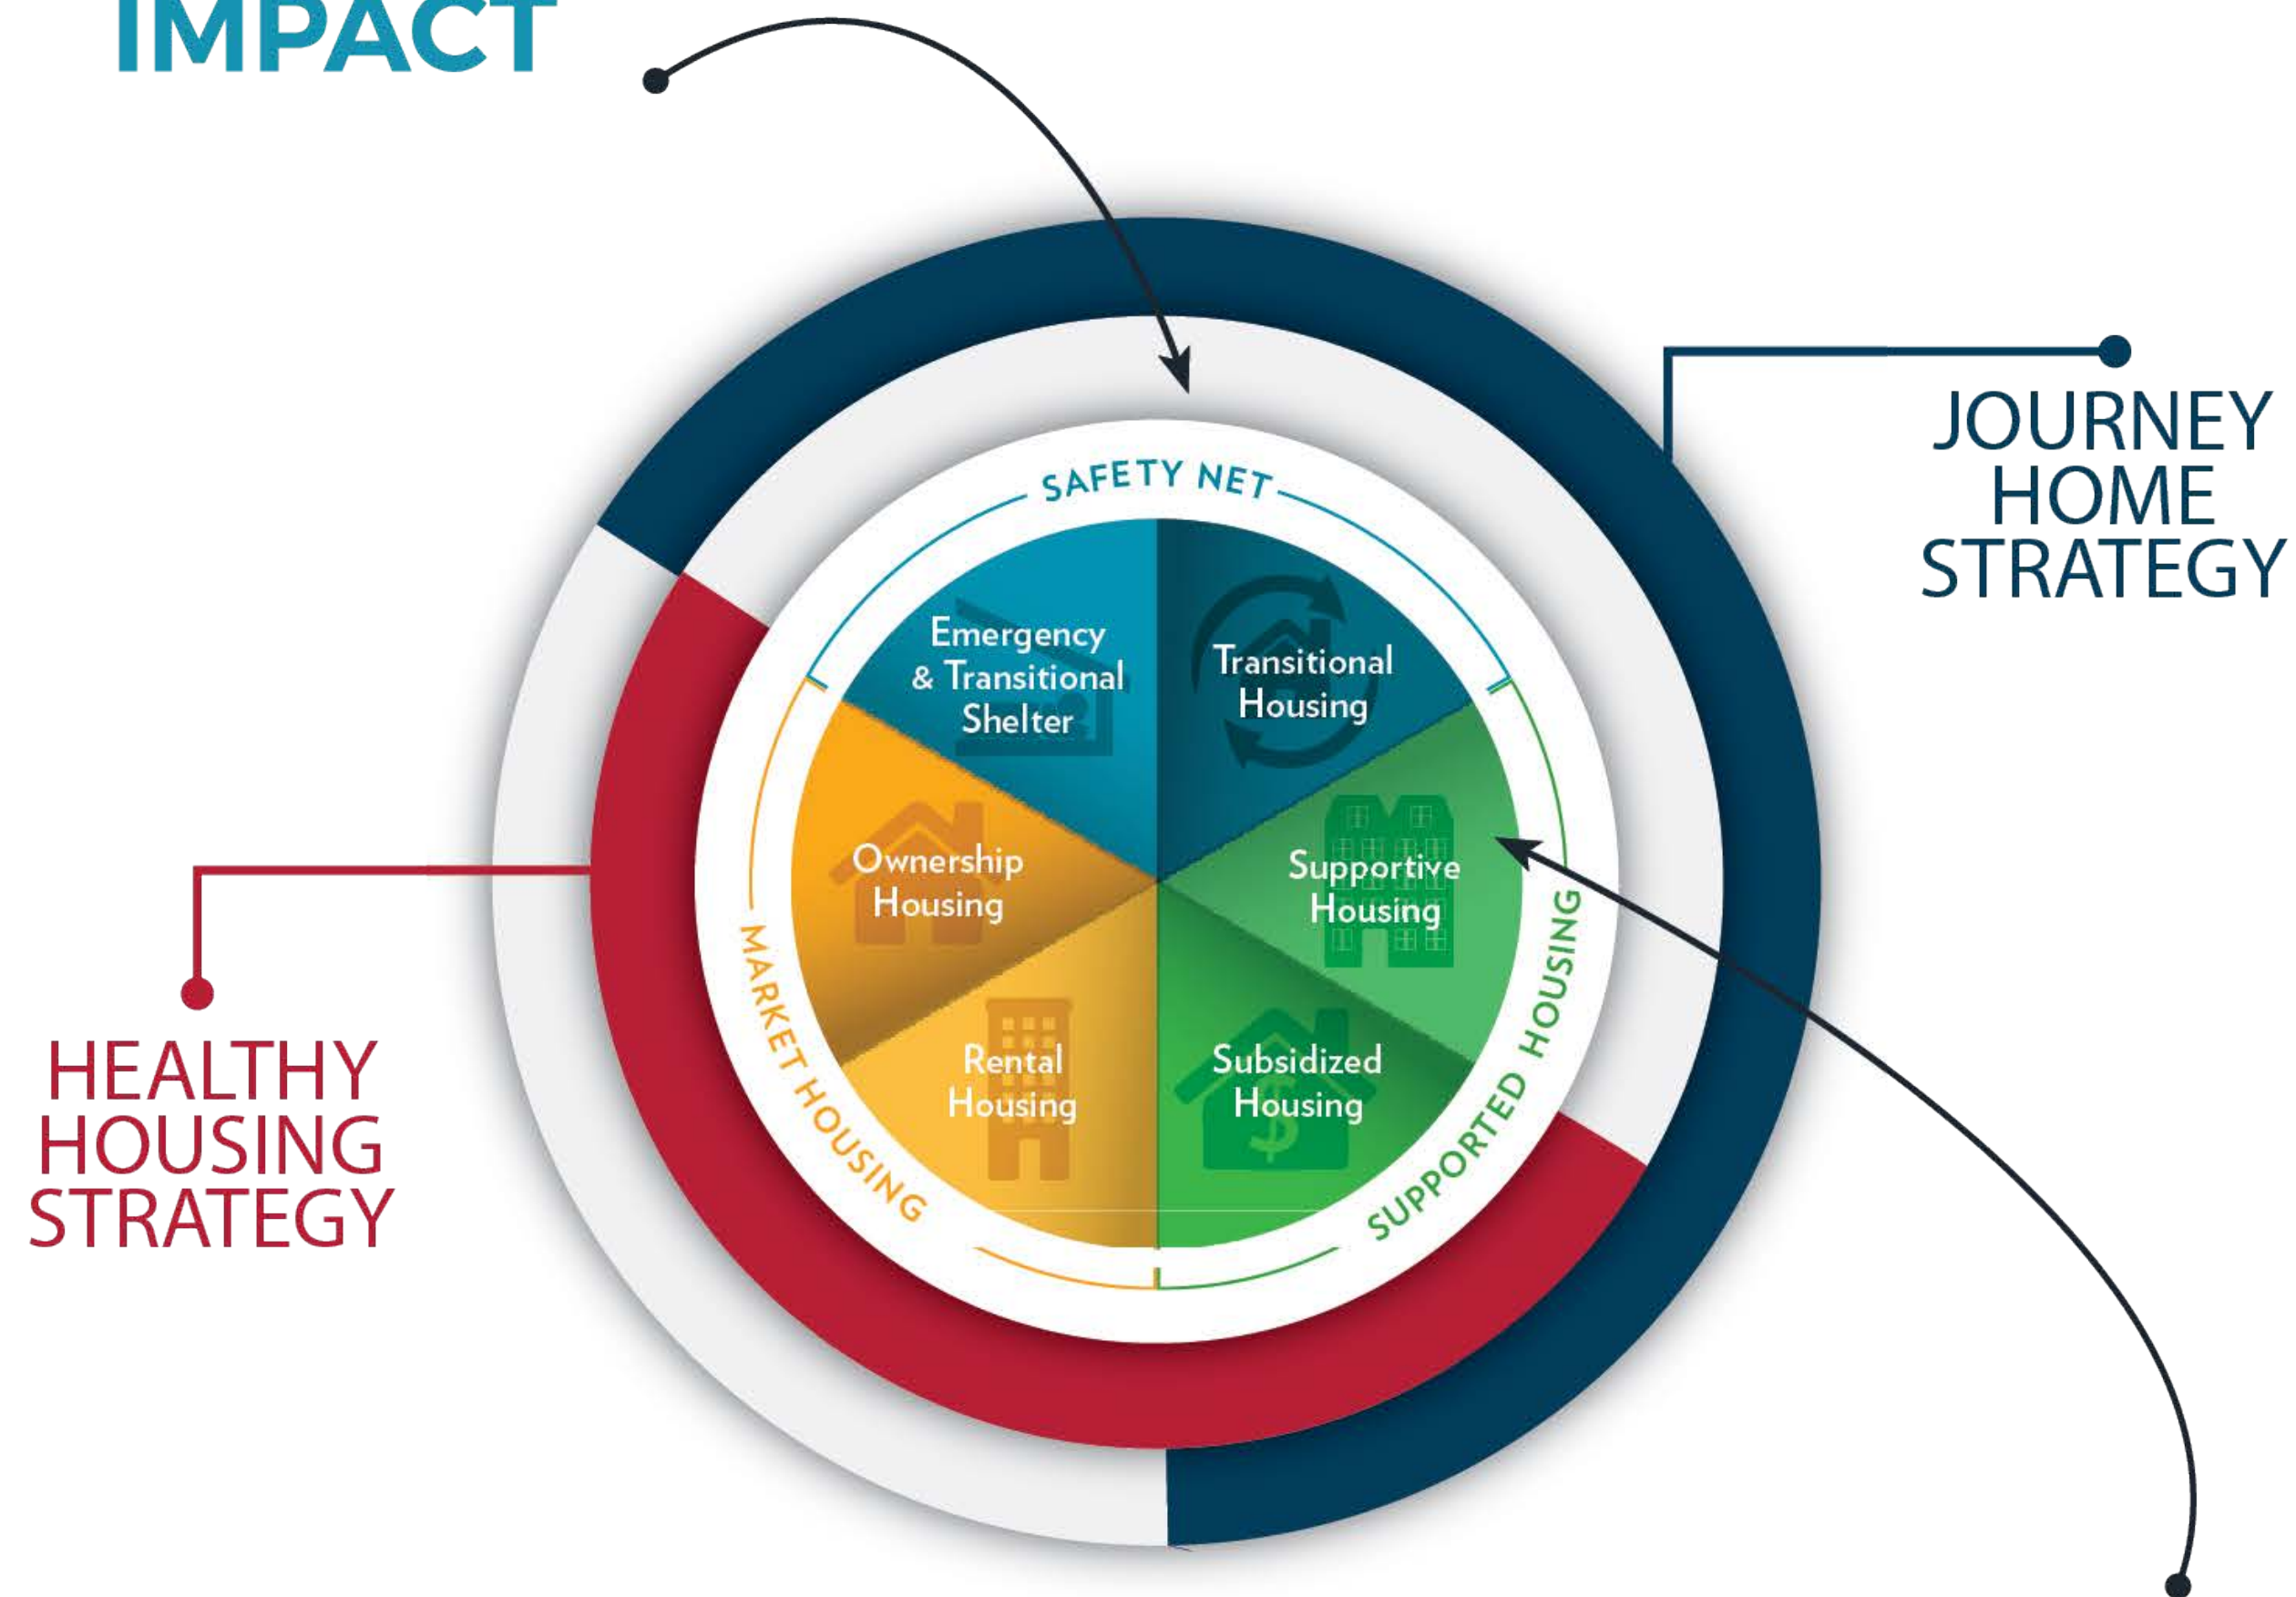 IMPACT
JOURNEY
HOME
STRATEGY
SAFETY NET
Emergency
& Transitional
Shelter
Transitional
Housing
Ownership
Housing
Supportive
Housing
Rental
Housing
Subsidized
Housing
MARKET HOUSING
SUPPORTED HOUSING
HEALTHY
HOUSING
STRATEGY